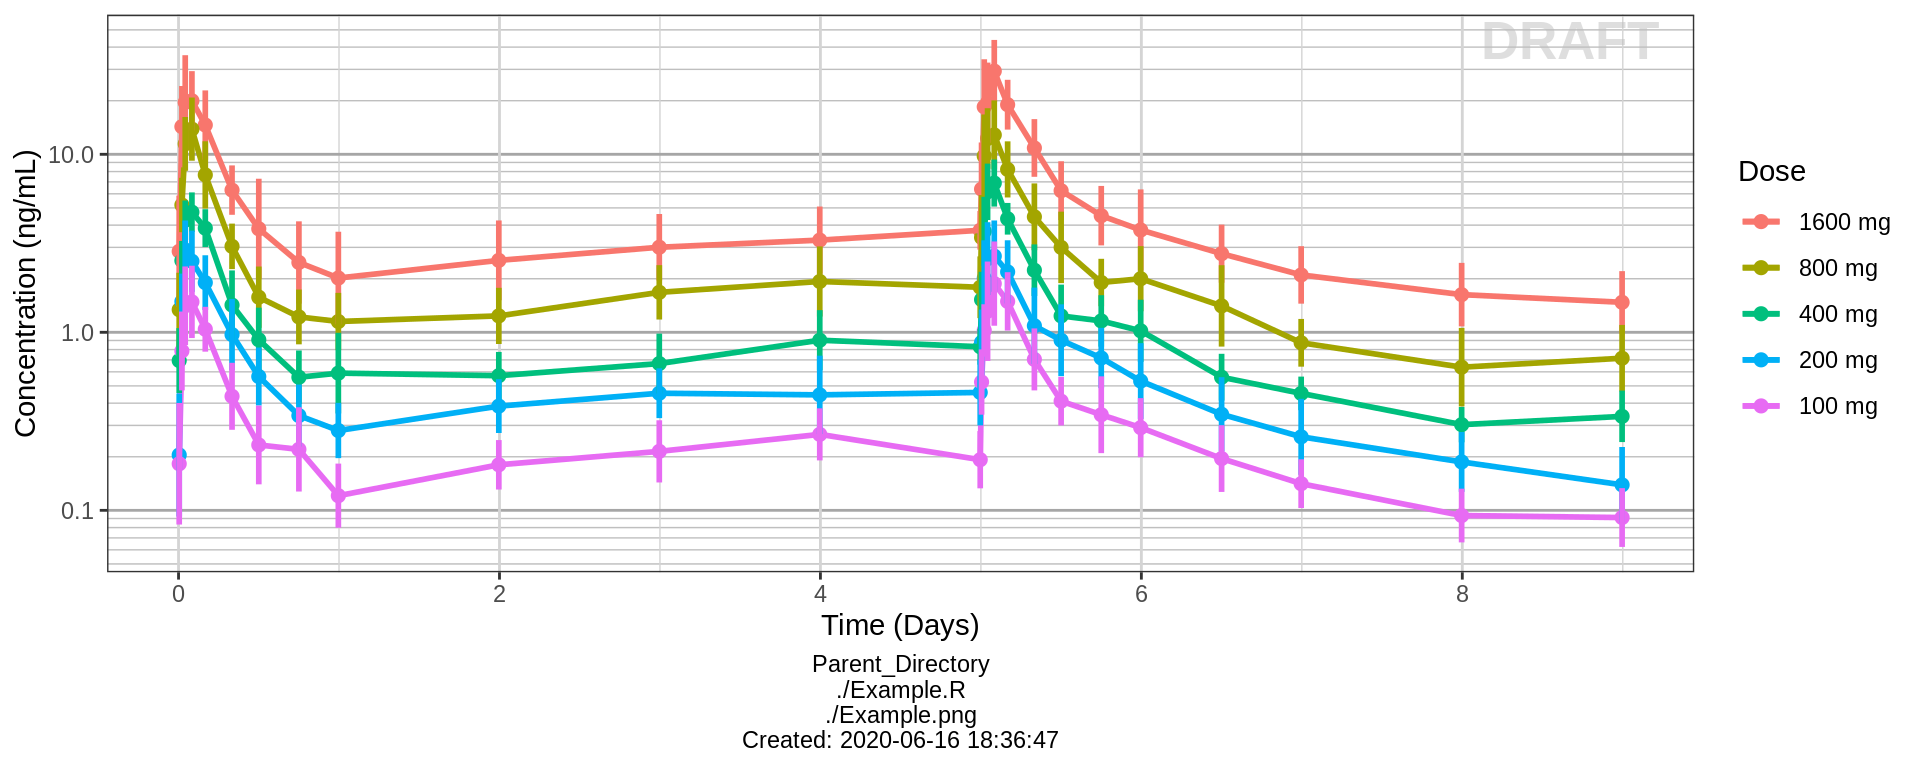 DRAFT
Concentration (ng/mL)
10.0
1.0
0.1
0 2 4 6 8
Time (Days)
Dose
1600 mg
800 mg
400 mg
200 mg
100 mg
Parent_Directory
./Example.R
./Example.png
Created: 2020-06-16 18:36:47